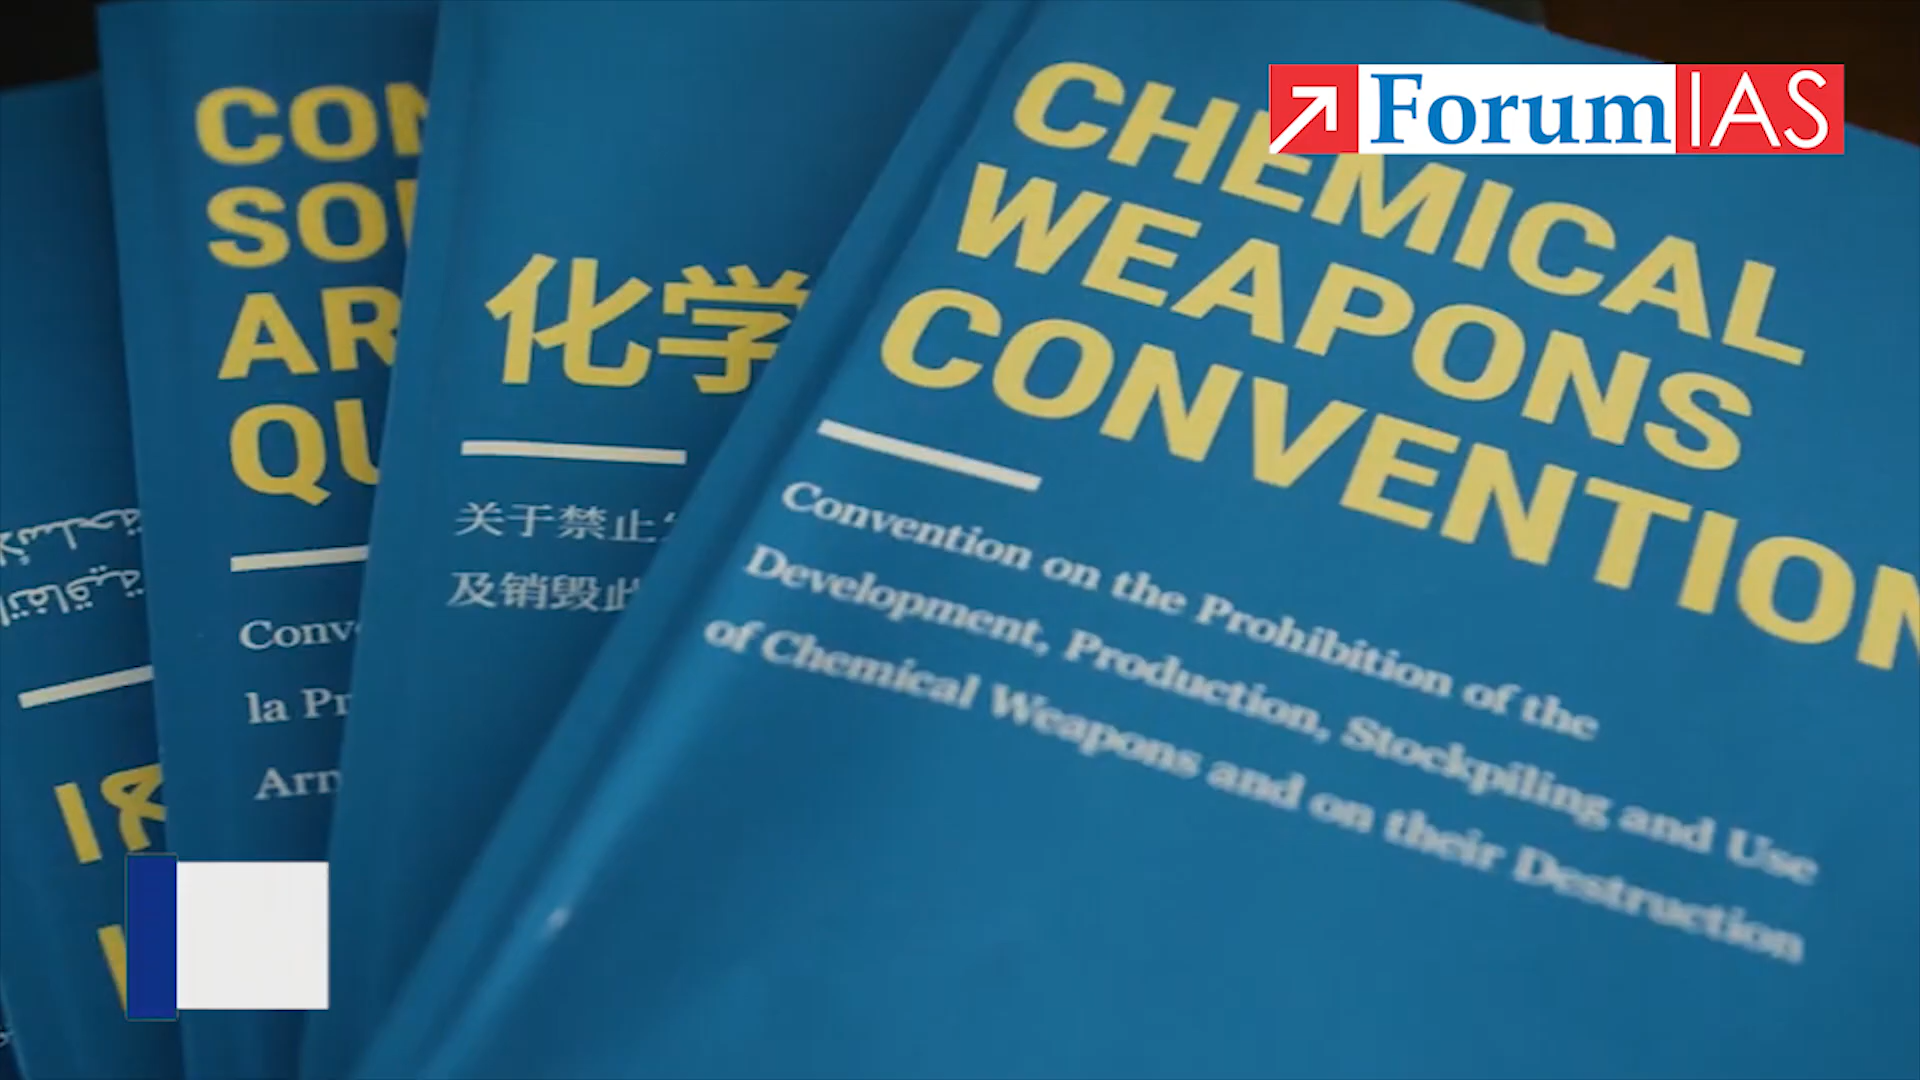 ForumIAS
CHEMICAL
WEAPONS
CONVENTION
Convention on the Prohibition of the
Development, Production, Stockpiling and Use
of Chemical Weapons and on their Destruction
化学
关于禁止
及销毁此
CON
SO
AR
QU
Conv
la Pr
Arm